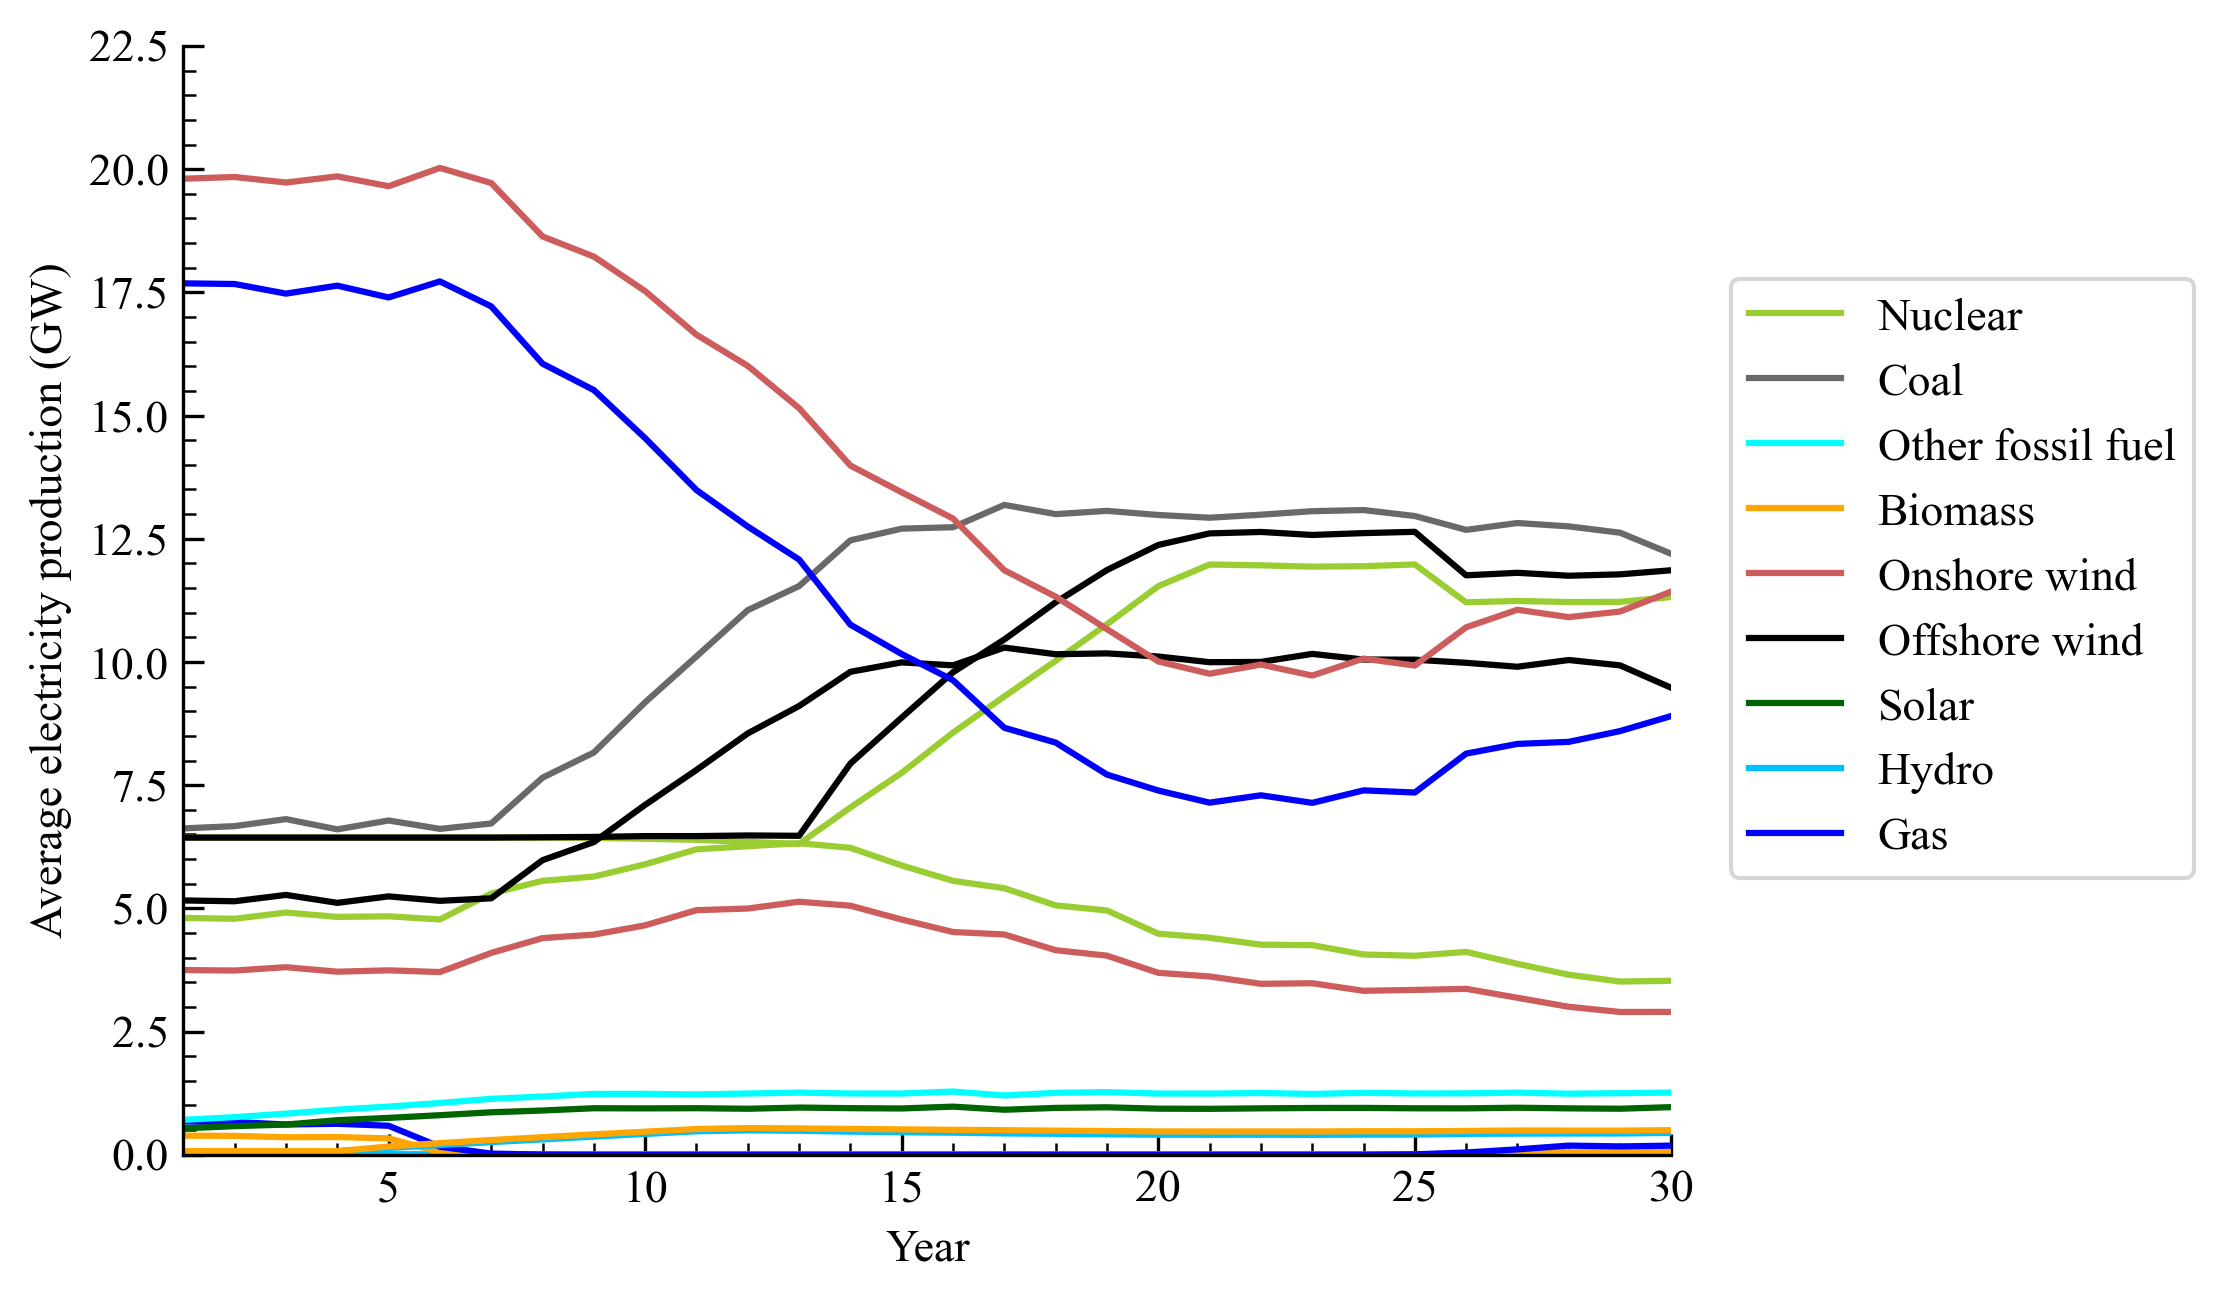 22.5
20.0
17.5
15.0
12.5
10.0
7.5
5.0
2.5
0.0
Average electricity production (GW)
5
10
15
20
25
30
Year
Nuclear
Coal
Other fossil fuel
Biomass
Onshore wind
Offshore wind
Solar
Hydro
Gas